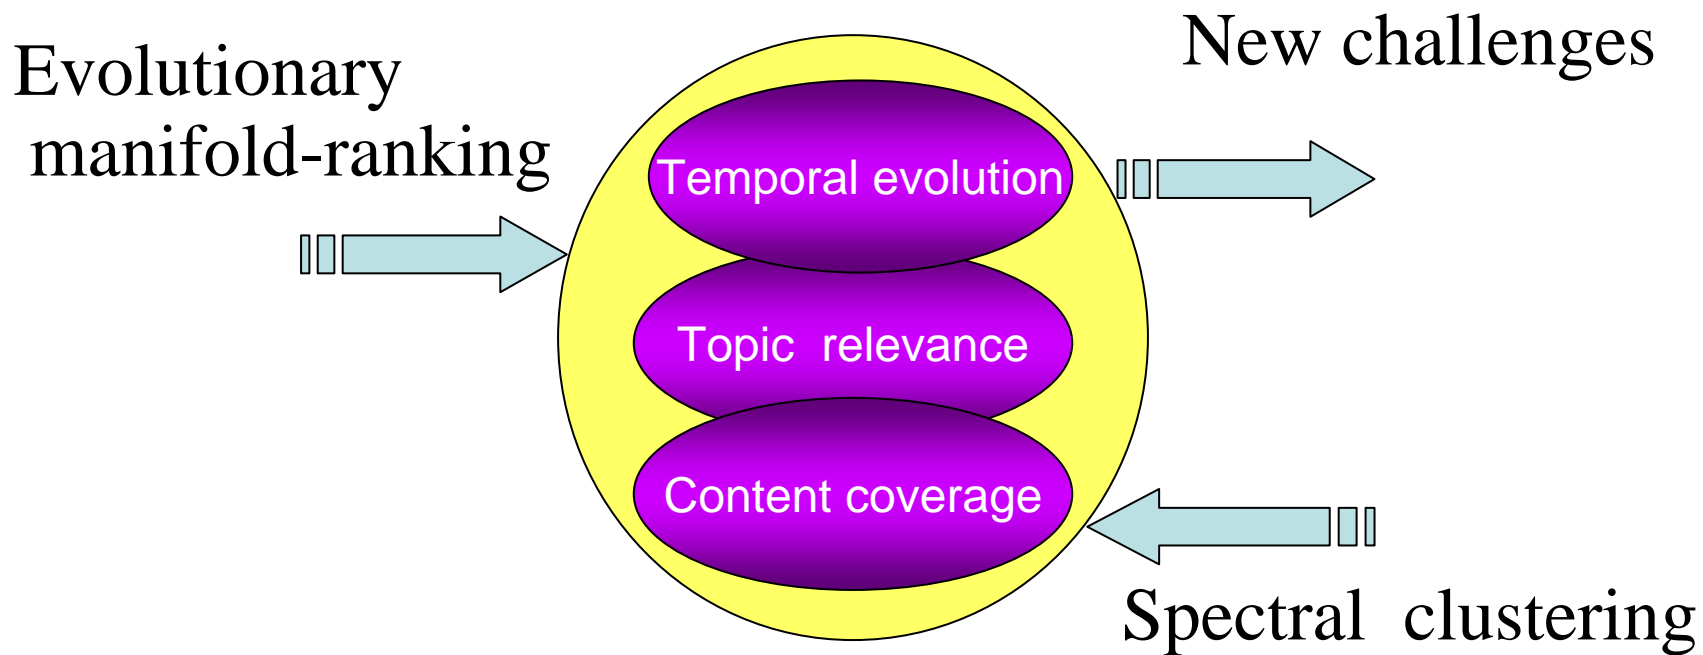 Evolutionary
manifold-ranking
New challenges
Temporal evolution
Topic relevance
Content coverage
Spectral clustering